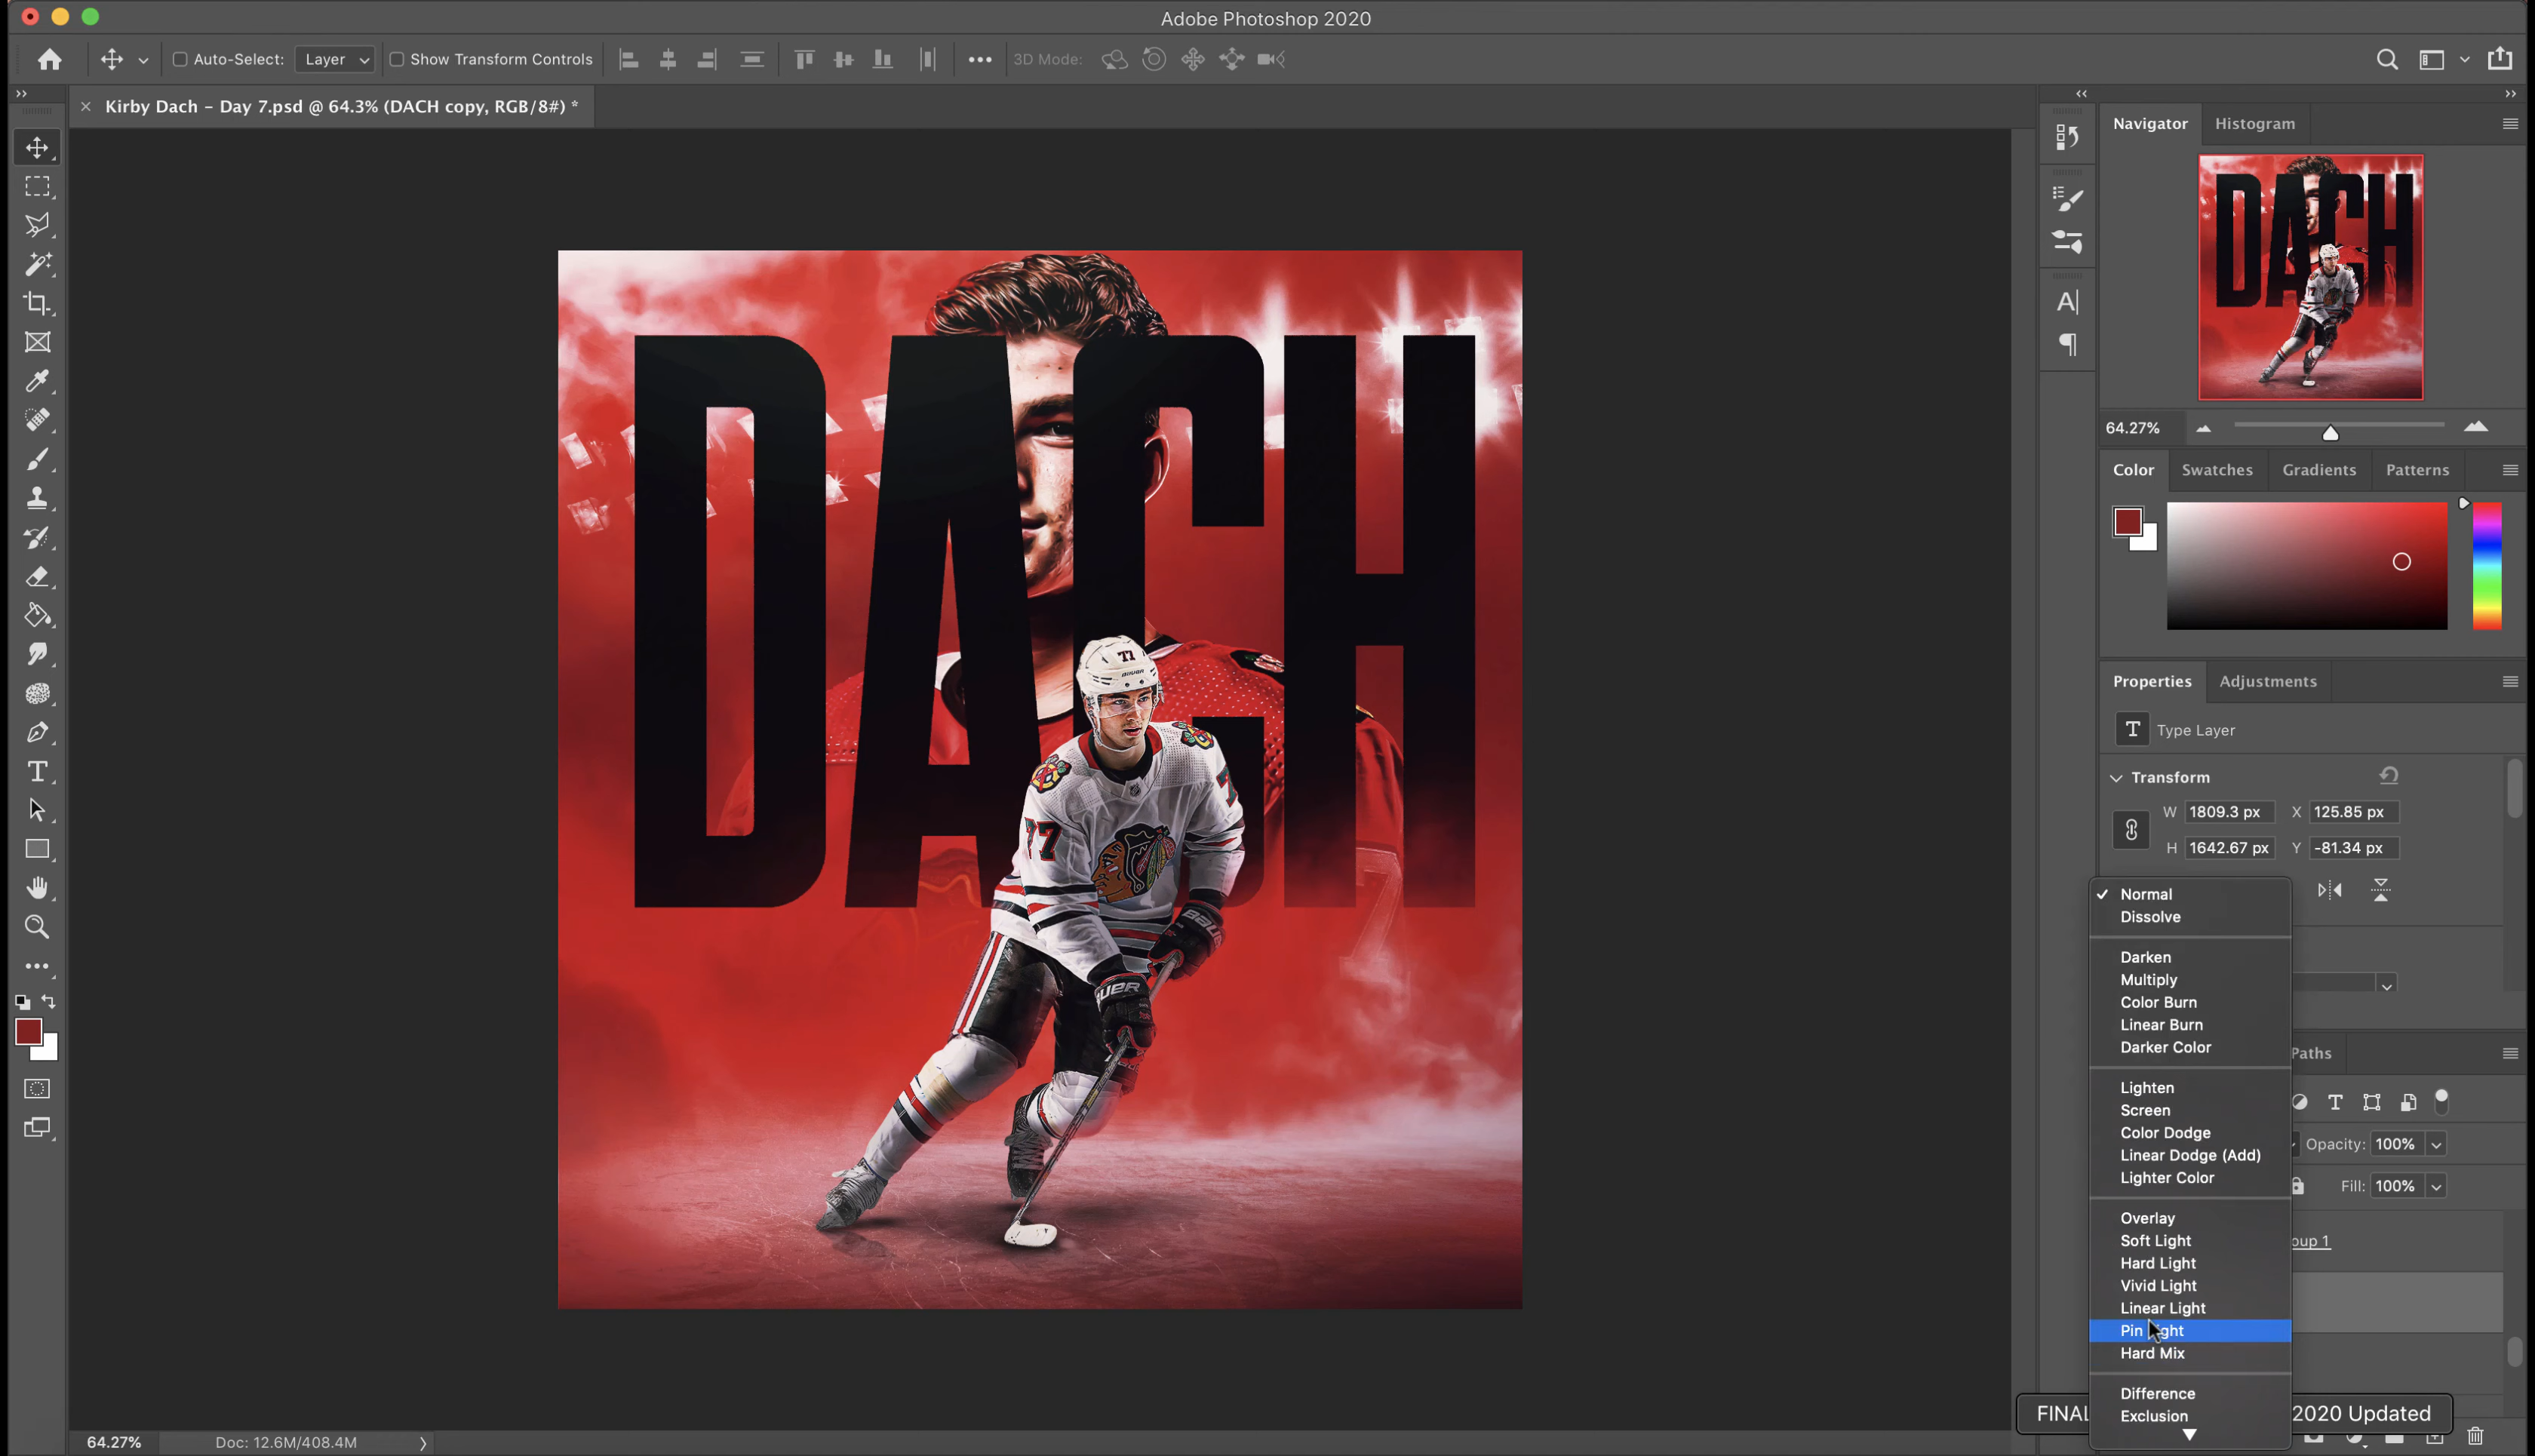 Adobe Photoshop 2020
Auto-Select: Layer Show Transform Controls 3D Mode:
Kirby Dach – Day 7.psd @ 64.3% (DACH copy, RGB/8#) *
Navigator Histogram
DACH
77
BAUER
77
7
7
64.27%
Color Swatches Gradients Patterns
Properties Adjustments
T Type Layer
Transform
W 1809.3 px X 125.85 px
H 1642.67 px Y -81.34 px
Normal
Dissolve
Darken
Multiply
Color Burn
Linear Burn
Darker Color
Paths
Lighten
Screen
Color Dodge
Opacity: 100%
Linear Dodge (Add)
Lighter Color
Fill: 100%
Overlay
Soft Light
oup 1
Hard Light
Vivid Light
Linear Light
Pin Light
Hard Mix
Difference
Exclusion
FINAL 2020 Updated
64.27% Doc: 12.6M/408.4M